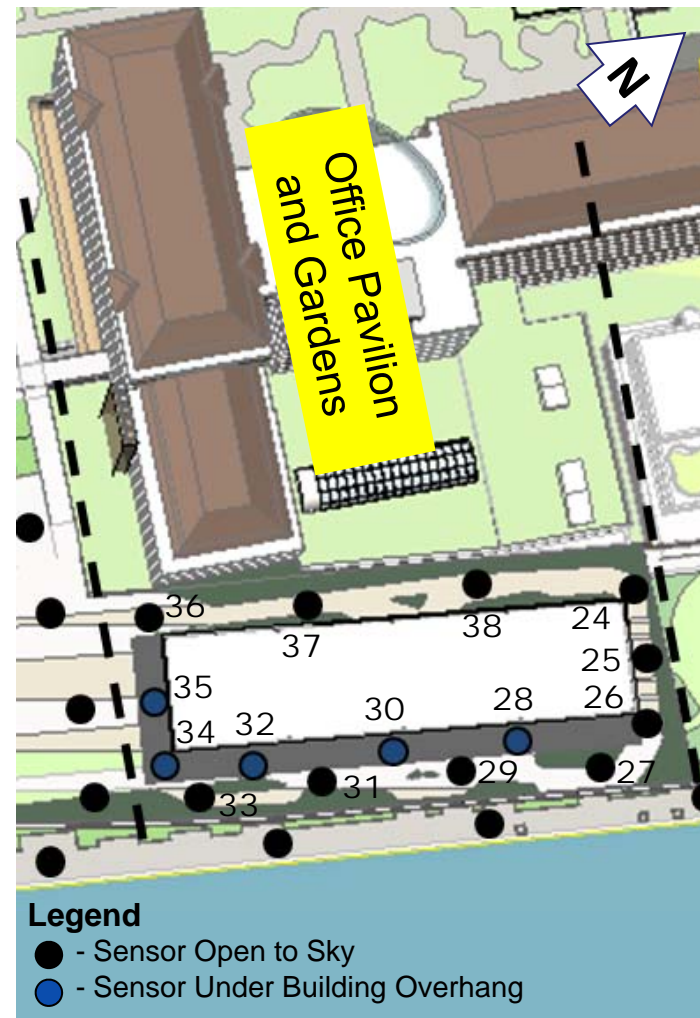 N
Office Pavilion
and Gardens
36
37
38
24
25
26
35
34
32
30
28
33
31
29
27
Legend
- Sensor Open to Sky
- Sensor Under Building Overhang